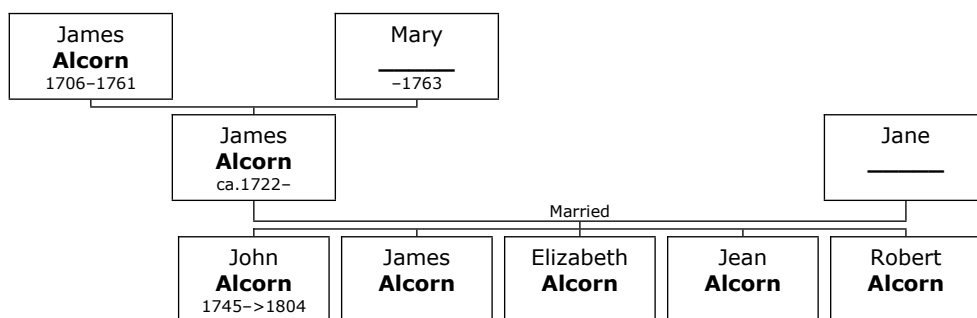 James
Alcorn
1706–1761
Mary
______
–1763
James
Alcorn
ca.1722–
Jane
______
Married
John
Alcorn
1745–>1804
James
Alcorn
Elizabeth
Alcorn
Jean
Alcorn
Robert
Alcorn